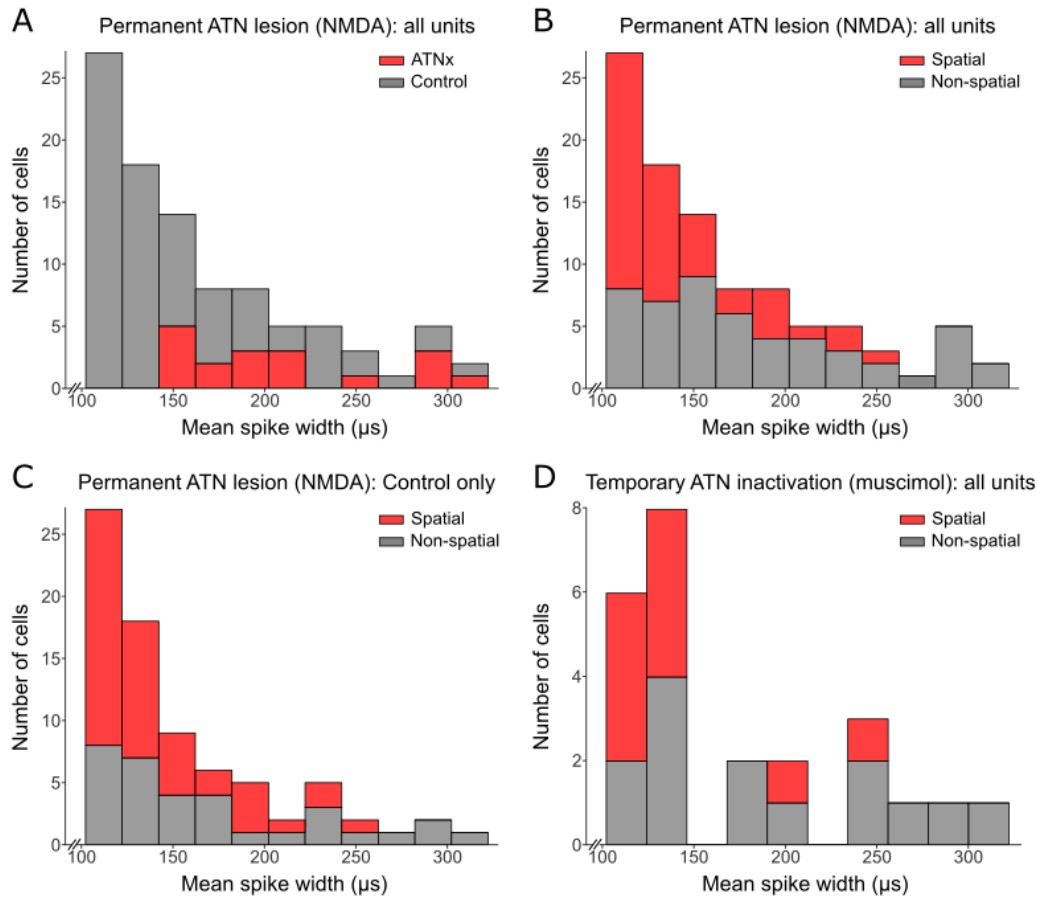 A
Permanent ATN lesion (NMDA): all units
ATNx
Control
Number of cells
25
20
15
10
5
0
100
150
200
250
300
Mean spike width (µs)
B
Permanent ATN lesion (NMDA): all units
Spatial
Non-spatial
Number of cells
25
20
15
10
5
0
100
150
200
250
300
Mean spike width (µs)
C
Permanent ATN lesion (NMDA): Control only
Spatial
Non-spatial
Number of cells
25
20
15
10
5
0
100
150
200
250
300
Mean spike width (µs)
D
Temporary ATN inactivation (muscimol): all units
Spatial
Non-spatial
Number of cells
8
6
4
2
0
100
150
200
250
300
Mean spike width (µs)